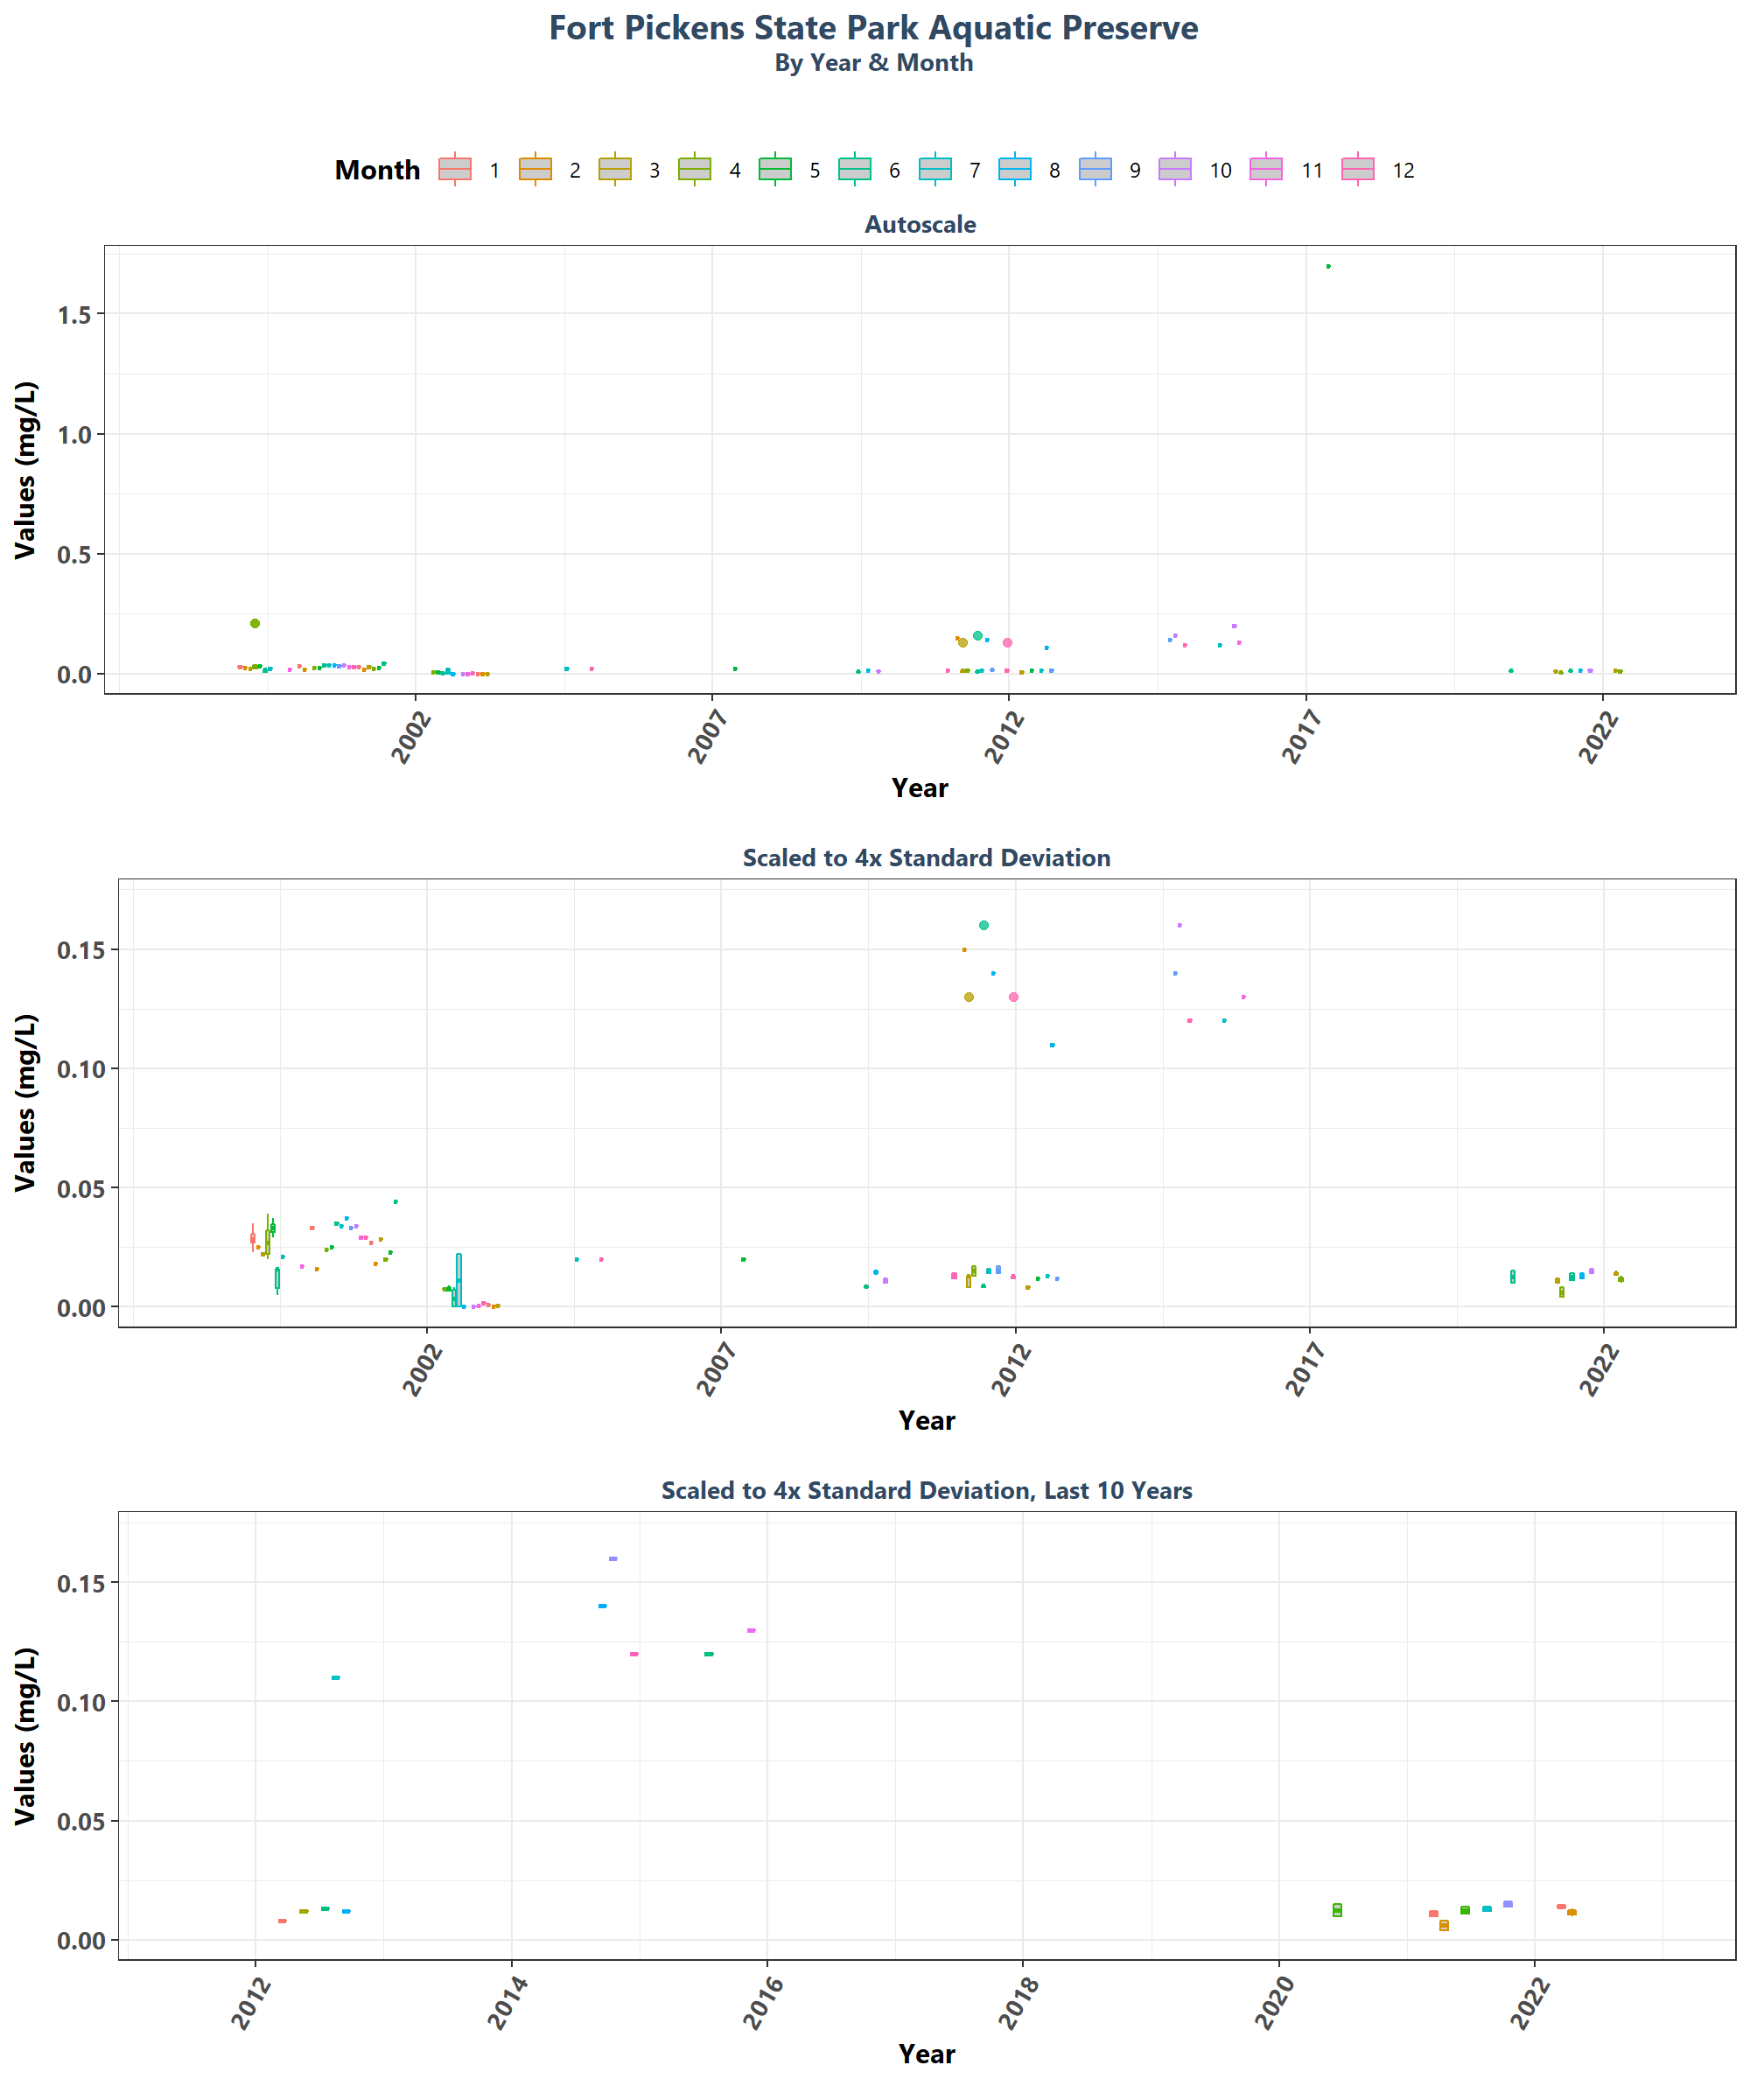 Fort Pickens State Park Aquatic Preserve
By Year & Month
Month 1 2 3 4 5 6 7 8 9 10 11 12
Autoscale
Values (mg/L)
1.5
1.0
0.5
0.0
2002 2007 2012 2017 2022
Year
Scaled to 4x Standard Deviation
Values (mg/L)
0.15
0.10
0.05
0.00
2002 2007 2012 2017 2022
Year
Scaled to 4x Standard Deviation, Last 10 Years
Values (mg/L)
0.15
0.10
0.05
0.00
2012 2014 2016 2018 2020 2022
Year